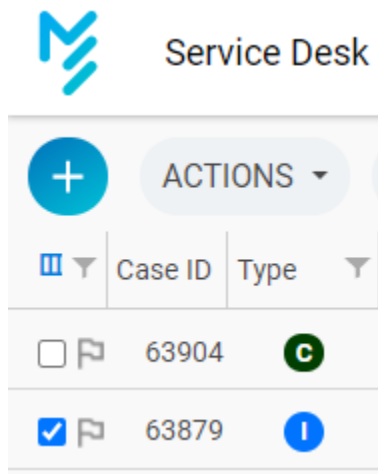 Service Desk
ACTIONS
Case ID Type
63904 C
63879 I